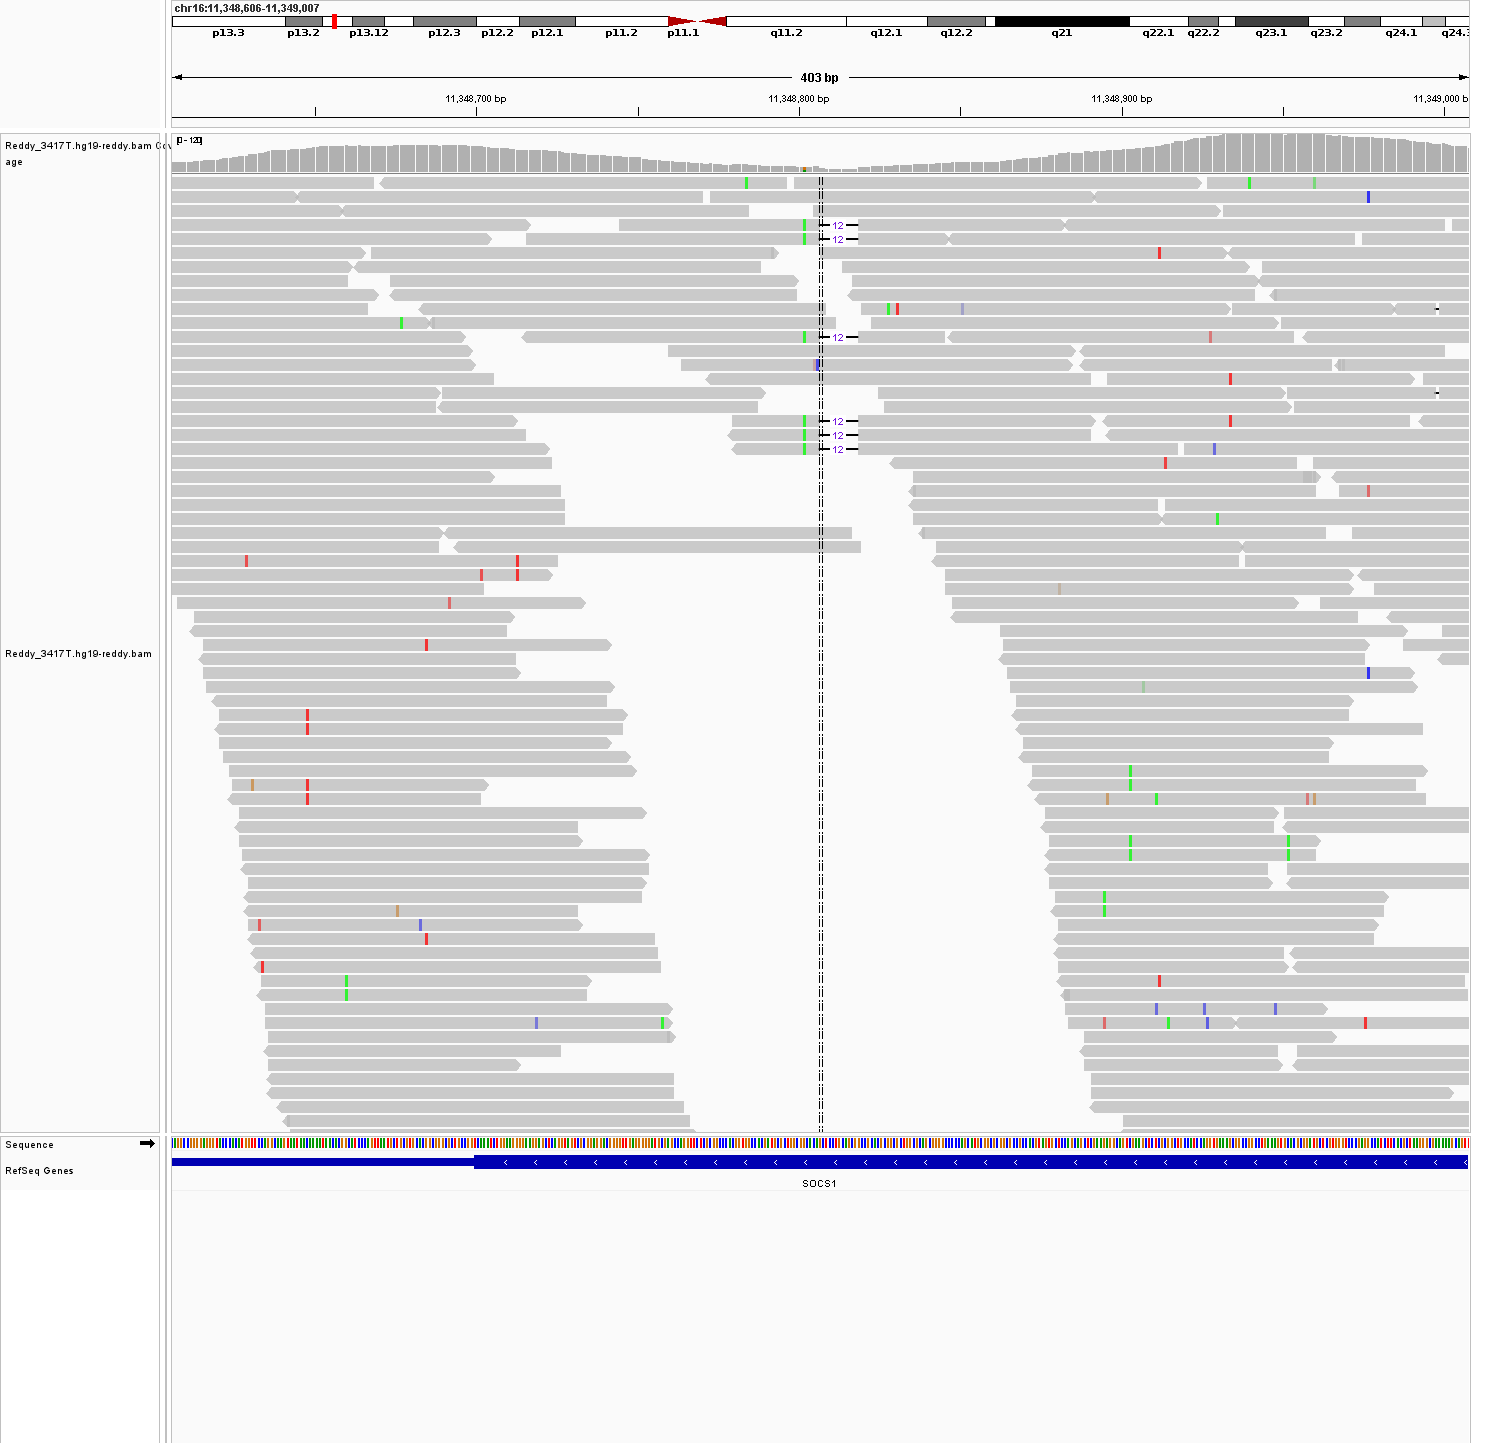 chr16:11,348,606-11,349,007
p13.3 p13.2 p13.12 p12.3 p12.2 p12.1 p11.2 p11.1 q11.2 q12.1 q12.2 q21 q22.1 q22.2 q23.1 q23.2 q24.1 q24.3
403 bp
11,348,700 bp 11,348,800 bp 11,348,900 bp 11,349,000 b
Reddy_3417T.hg19-reddy.bam Cov
age
[0 - 120]
12
12
12
12
12
12
Reddy_3417T.hg19-reddy.bam
Sequence
RefSeq Genes
SOCS1